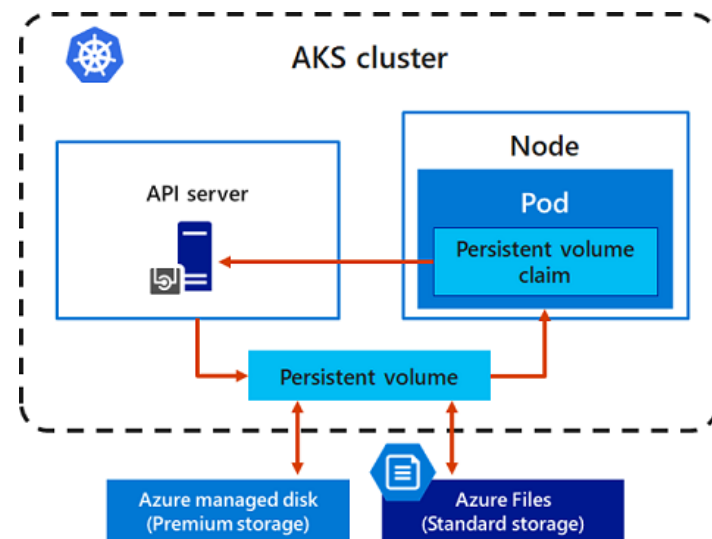 AKS cluster
API server
Node
Pod
Persistent volume
claim
Persistent volume
Azure managed disk
(Premium storage)
Azure Files
(Standard storage)